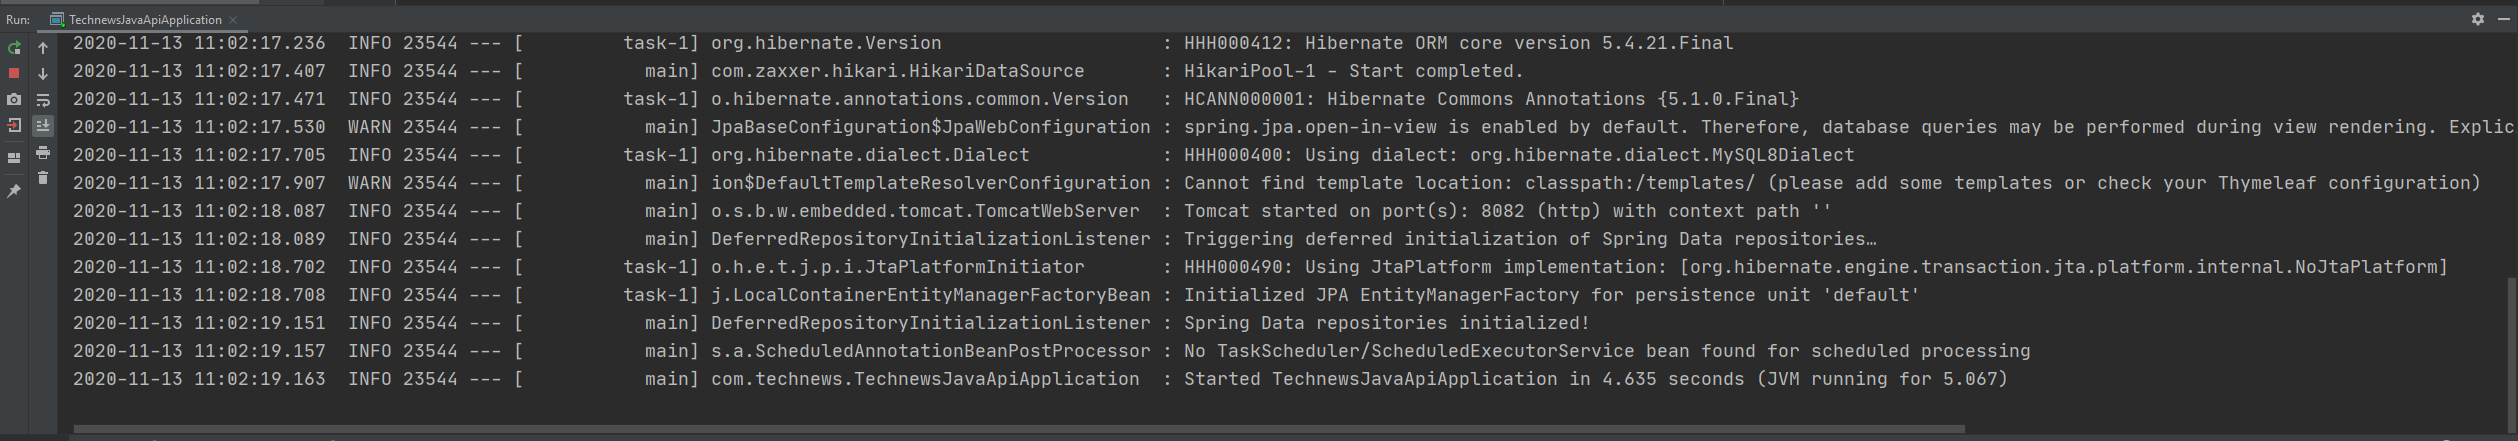 Run: TechnewsJavaApiApplication
2020-11-13 11:02:17.236  INFO 23544 --- [         task-1] org.hibernate.Version                    : HHH000412: Hibernate ORM core version 5.4.21.Final
2020-11-13 11:02:17.407  INFO 23544 --- [           main] com.zaxxer.hikari.HikariDataSource       : HikariPool-1 - Start completed.
2020-11-13 11:02:17.471  INFO 23544 --- [         task-1] o.hibernate.annotations.common.Version   : HCANN000001: Hibernate Commons Annotations {5.1.0.Final}
2020-11-13 11:02:17.530  WARN 23544 --- [           main] JpaBaseConfiguration$JpaWebConfiguration : spring.jpa.open-in-view is enabled by default. Therefore, database queries may be performed during view rendering. Explic
2020-11-13 11:02:17.705  INFO 23544 --- [         task-1] org.hibernate.dialect.Dialect            : HHH000400: Using dialect: org.hibernate.dialect.MySQL8Dialect
2020-11-13 11:02:17.907  WARN 23544 --- [           main] ion$DefaultTemplateResolverConfiguration : Cannot find template location: classpath:/templates/ (please add some templates or check your Thymeleaf configuration)
2020-11-13 11:02:18.087  INFO 23544 --- [           main] o.s.b.w.embedded.tomcat.TomcatWebServer  : Tomcat started on port(s): 8082 (http) with context path ''
2020-11-13 11:02:18.089  INFO 23544 --- [           main] DeferredRepositoryInitializationListener : Triggering deferred initialization of Spring Data repositories…
2020-11-13 11:02:18.702  INFO 23544 --- [         task-1] o.h.e.t.j.p.i.JtaPlatformInitiator       : HHH000490: Using JtaPlatform implementation: [org.hibernate.engine.transaction.jta.platform.internal.NoJtaPlatform]
2020-11-13 11:02:18.708  INFO 23544 --- [         task-1] j.LocalContainerEntityManagerFactoryBean : Initialized JPA EntityManagerFactory for persistence unit 'default'
2020-11-13 11:02:19.151  INFO 23544 --- [           main] DeferredRepositoryInitializationListener : Spring Data repositories initialized!
2020-11-13 11:02:19.157  INFO 23544 --- [           main] s.a.ScheduledAnnotationBeanPostProcessor : No TaskScheduler/ScheduledExecutorService bean found for scheduled processing
2020-11-13 11:02:19.163  INFO 23544 --- [           main] com.technews.TechnewsJavaApiApplication  : Started TechnewsJavaApiApplication in 4.635 seconds (JVM running for 5.067)